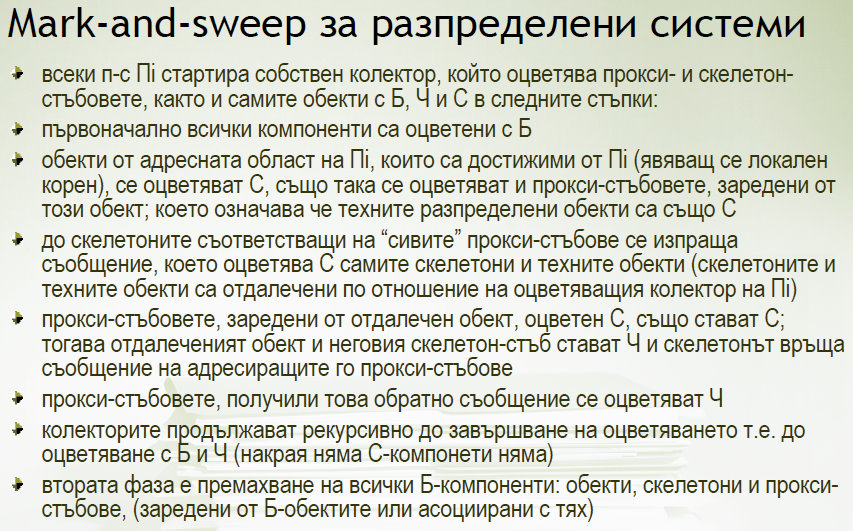 Mark-and-sweep за разпределени системи
всеки п-с Пi стартира собствен колектор, който оцветява прокси- и скелетон-
стъбовете, както и самите обекти с Б, Ч и С в следните стъпки:
първоначално всички компоненти са оцветени с Б
обекти от адресната област на Пi, които са достижими от Пi (явяващ се локален
корен), се оцветяват С, също така се оцветяват и прокси-стъбовете, заредени от
този обект; което означава че техните разпределени обекти са също С
до скелетоните съответстващи на “сивите” прокси-стъбове се изпраща
съобщение, което оцветява С самите скелетони и техните обекти (скелетоните и
техните обекти са отдалечени по отношение на оцветяващия колектор на Пi)
прокси-стъбовете, заредени от отдалечен обект, оцветен С, също стават С;
тогава отдалеченият обект и неговия скелетон-стъб стават Ч и скелетонът връща
съобщение на адресиращите го прокси-стъбове
прокси-стъбовете, получили това обратно съобщение се оцветяват Ч
колекторите продължават рекурсивно до завършване на оцветяването т.е. до
оцветяване с Б и Ч (накрая няма С-компонети няма)
втората фаза е премахване на всички Б-компоненти: обекти, скелетони и прокси-
стъбове, (заредени от Б-обектите или асоциирани с тях)